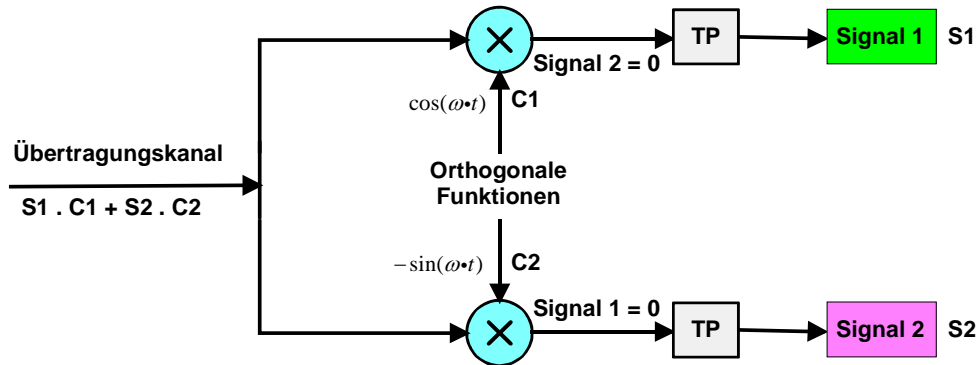 TP
Signal 1
S1
Signal 2 = 0
cos(ω•t)
C1
Übertragungskanal
Orthogonale
Funktionen
S1 . C1 + S2 . C2
−sin(ω•t)
C2
Signal 1 = 0
TP
Signal 2
S2